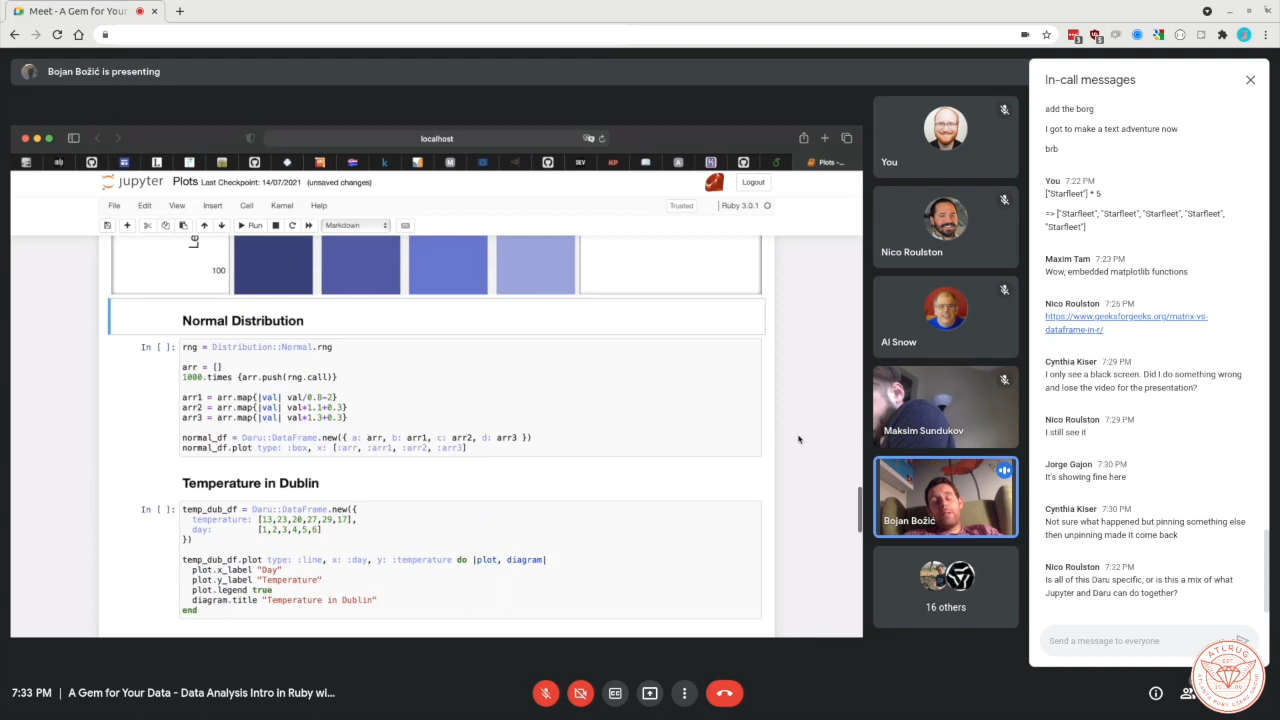 Meet - A Gem for Your
Bojan Božić is presenting
localhost
DEV
KP
Plots -...
jupyter Plots Last Checkpoint: 14/07/2021 (unsaved changes)
Logout
File Edit View Insert Cell Kernel Help
Trusted
Ruby 3.0.1
Run
Markdown
100
Normal Distribution
In [ ]:
rng = Distribution::Normal.rng
arr = []
1000.times {arr.push(rng.call)}
arr1 = arr.map{|val| val/0.8-2}
arr2 = arr.map{|val| val*1.1+0.3}
arr3 = arr.map{|val| val*1.3+0.3}
normal_df = Daru::DataFrame.new({ a: arr, b: arr1, c: arr2, d: arr3 })
normal_df.plot type: :box, x: [:arr, :arr1, :arr2, :arr3]
Temperature in Dublin
In [ ]:
temp_dub_df = Daru::DataFrame.new({
temperature: [13,23,20,27,29,17],
day: [1,2,3,4,5,6]
})
temp_dub_df.plot type: :line, x: :day, y: :temperature do |plot, diagram|
plot.x_label "Day"
plot.y_label "Temperature"
plot.legend true
diagram.title "Temperature in Dublin"
end
You
Nico Roulston
Al Snow
Maksim Sundukov
Bojan Božić
16 others
In-call messages
add the borg
I got to make a text adventure now
brb
You 7:22 PM
["Starfleet"] * 5
=> ["Starfleet", "Starfleet", "Starfleet", "Starfleet",
"Starfleet"]
Maxim Tam 7:23 PM
Wow, embedded matplotlib functions
Nico Roulston 7:26 PM
https://www.geeksforgeeks.org/matrix-vs-
dataframe-in-r/
Cynthia Kiser 7:29 PM
I only see a black screen. Did I do something wrong
and lose the video for the presentation?
Nico Roulston 7:29 PM
I still see it
Jorge Gajon 7:30 PM
It's showing fine here
Cynthia Kiser 7:30 PM
Not sure what happened but pinning something else
then unpinning made it come back
Nico Roulston 7:32 PM
Is all of this Daru specific, or is this a mix of what
Jupyter and Daru can do together?
Send a message to everyone
7:33 PM | A Gem for Your Data - Data Analysis Intro in Ruby wi...
ATLRUG
EST.
ATLANTA RUBY USERS GROUP